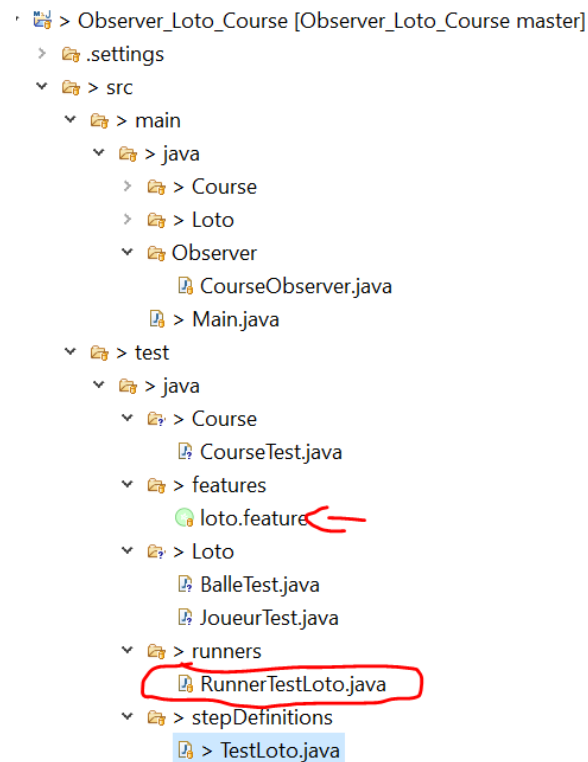 > Observer_Loto_Course [Observer_Loto_Course master]
> .settings
> src
> main
> java
> Course
> Loto
Observer
CourseObserver.java
> Main.java
> test
> java
> Course
CourseTest.java
> features
loto.feature
> Loto
BalleTest.java
JoueurTest.java
> runners
RunnerTestLoto.java
> stepDefinitions
> TestLoto.java